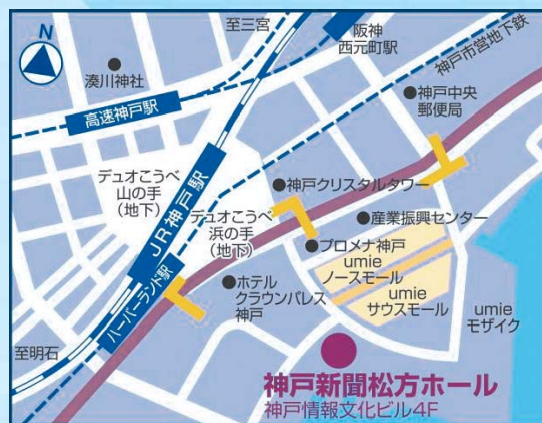 N
至三宮
阪神
西元町駅
神戸市営地下鉄
湊川神社
神戸中央
郵便局
高速神戸駅
デュオこうべ
山の手
(地下)
JR神戸駅
神戸クリスタルタワー
デュオこうべ
浜の手
(地下)
産業振興センター
プロメナ神戸
umie
ノースモール
ハーバーランド駅
ホテル
クラウンパレス
神戸
umie
サウスモール
umie
モザイク
至明石
神戸新聞松方ホール
神戸情報文化ビル4F